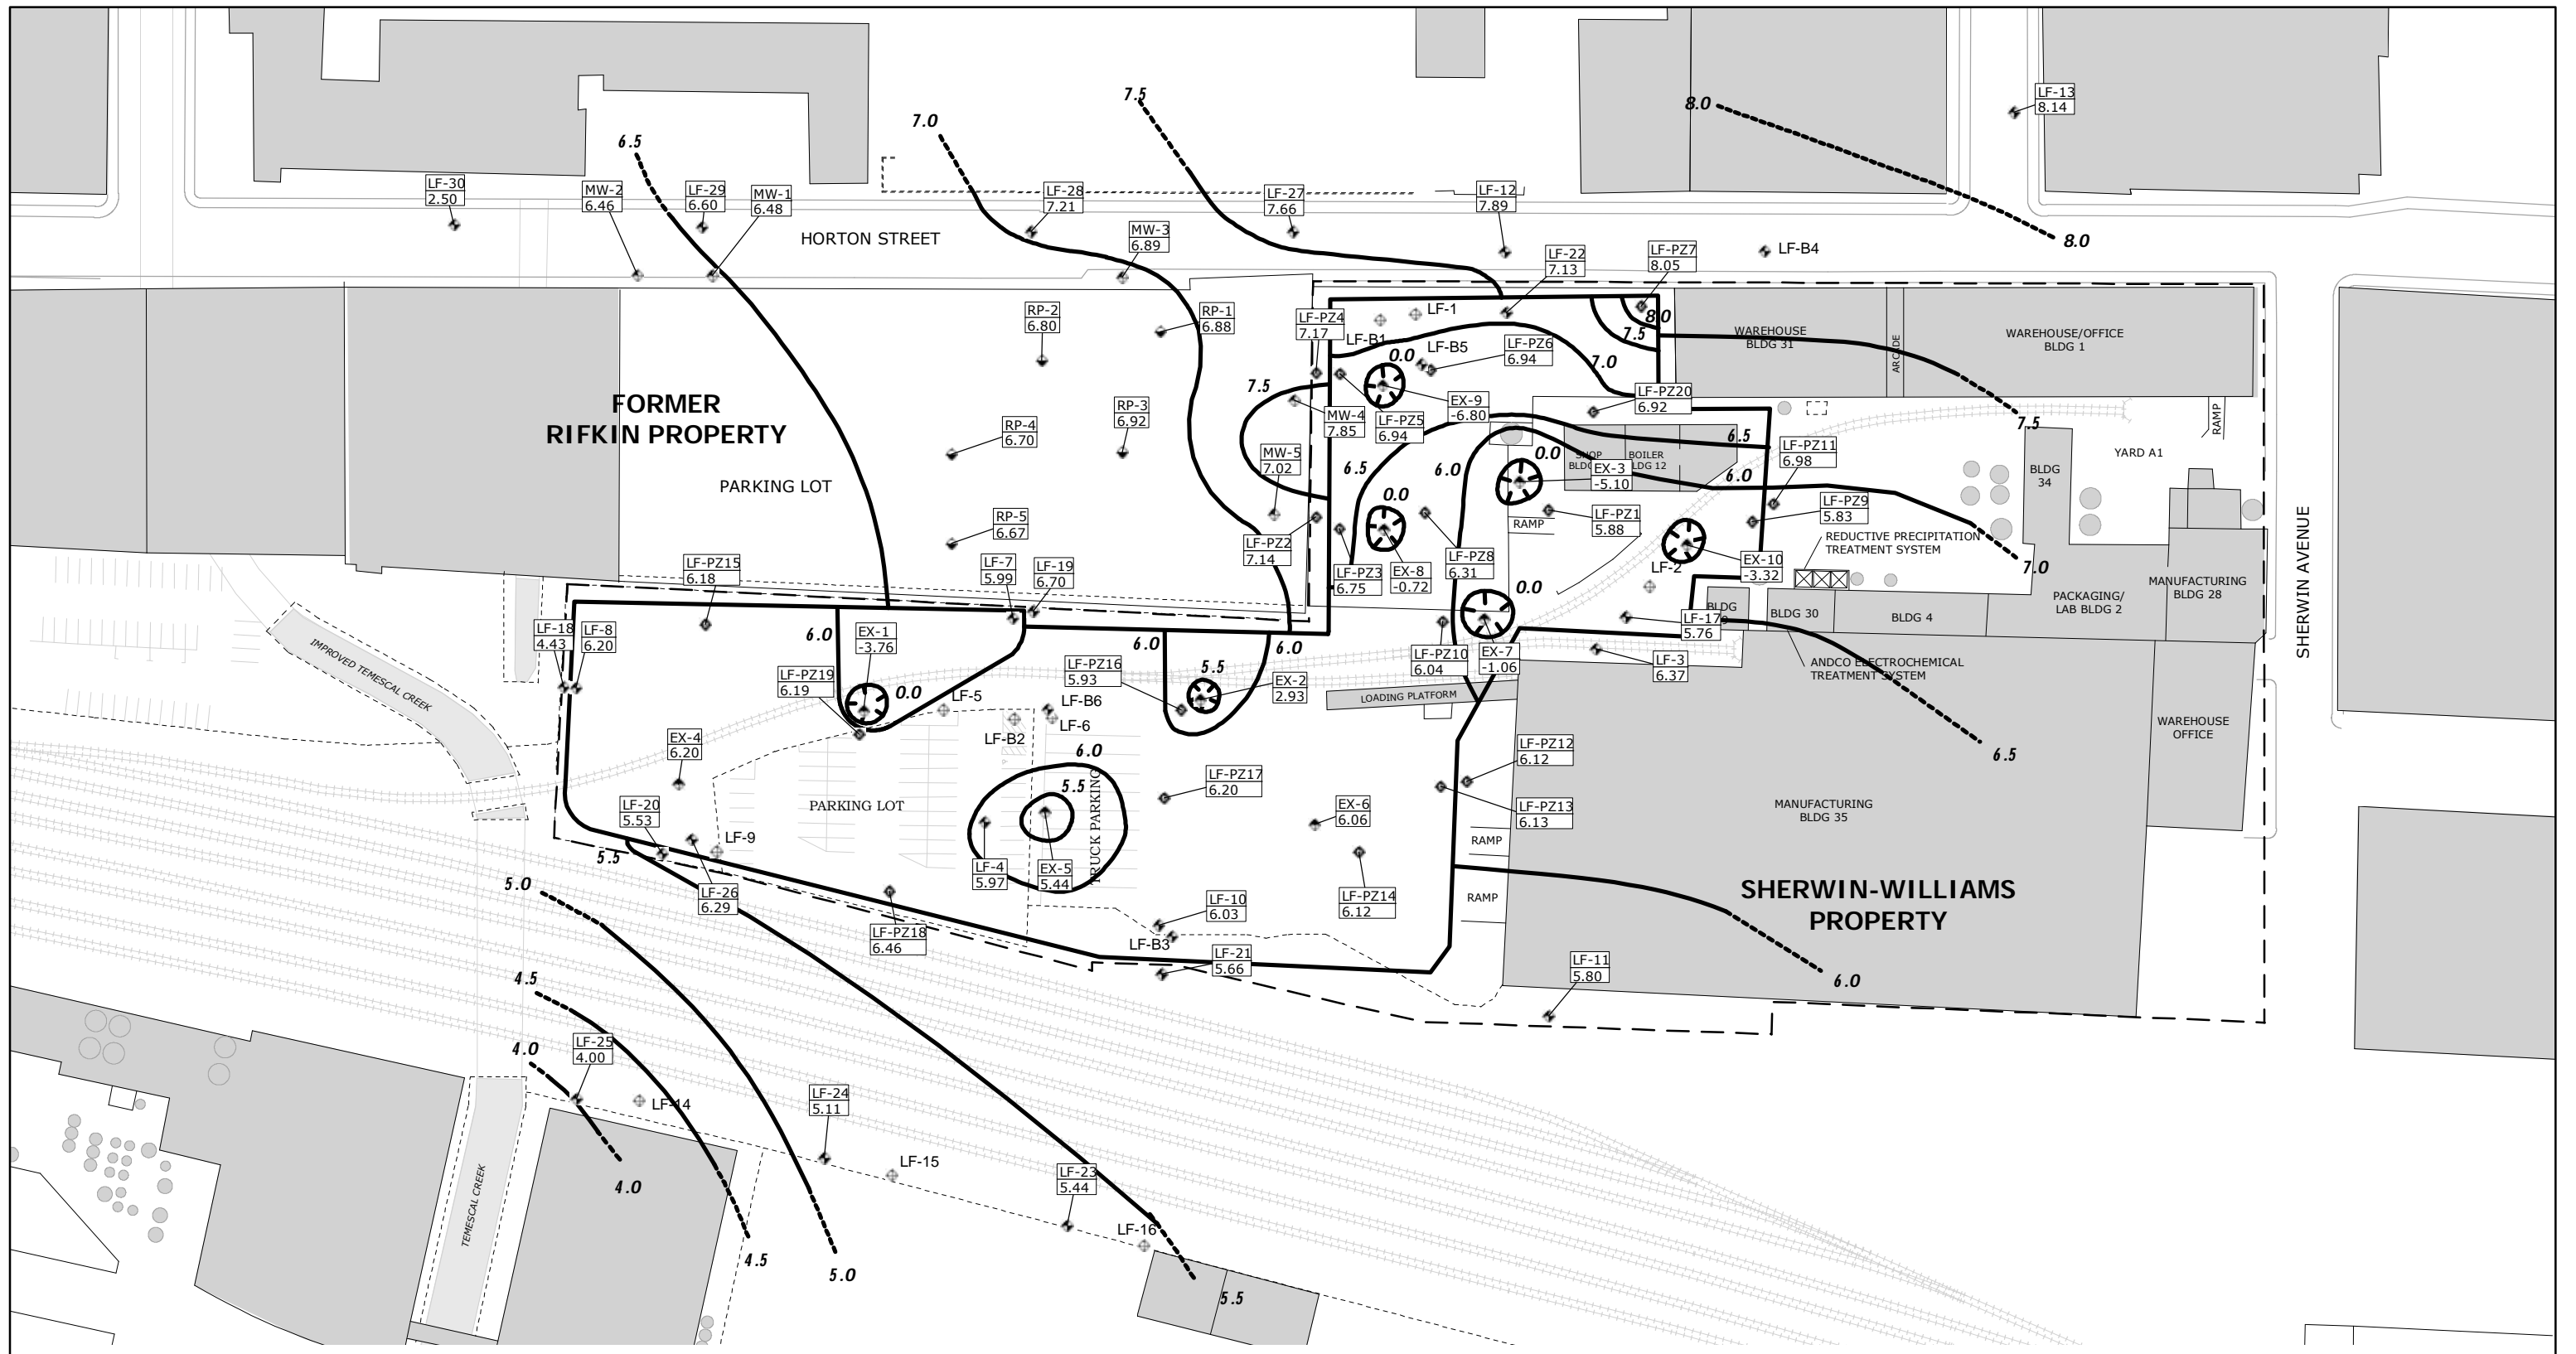 7.5
8.0
LF-13
8.14
7.0
6.5
LF-30
2.50
MW-2
6.46
LF-29
6.60
MW-1
6.48
LF-28
7.21
LF-27
7.66
LF-12
7.89
HORTON STREET
MW-3
6.89
LF-22
7.13
LF-PZ7
8.05
LF-B4
8.0
RP-2
6.80
RP-1
6.88
LF-PZ4
7.17
LF-1
8.0
7.5
LF-B1
LF-B5
LF-PZ6
6.94
WAREHOUSE
BLDG 31
ARCADE
WAREHOUSE/OFFICE
BLDG 1
0.0
7.0
7.5
FORMER
RIFKIN PROPERTY
RP-3
6.92
RP-4
6.70
EX-9
-6.80
LF-PZ20
6.92
MW-4
7.85
LF-PZ5
6.94
7.5
RAMP
6.5
LF-PZ11
6.98
YARD A1
MW-5
7.02
6.5
6.0
0.0
BOILER
EX-3
-5.10
6.0
BLDG
34
PARKING LOT
0.0
LF-PZ9
5.83
RP-5
6.67
RAMP
LF-PZ1
5.88
REDUCTIVE PRECIPITATION
TREATMENT SYSTEM
SHERWIN AVENUE
LF-PZ2
7.14
LF-PZ15
6.18
LF-7
5.99
LF-19
6.70
LF-PZ3
6.75
EX-8
-0.72
LF-PZ8
6.31
0.0
LF-2
EX-10
-3.32
7.0
MANUFACTURING
BLDG 28
PACKAGING/
LAB BLDG 2
BLDG
BLDG 30
BLDG 4
LF-18
4.43
LF-8
6.20
6.0
EX-1
-3.76
6.0
6.0
LF-17
5.76
LF-PZ10
6.04
EX-7
-1.06
LF-3
6.37
ANDCO ELECTROCHEMICAL
TREATMENT SYSTEM
IMPROVED TEMESCAL CREEK
LF-PZ19
6.19
0.0
LF-5
LF-PZ16
5.93
5.5
EX-2
2.93
LOADING PLATFORM
LF-B6
LF-6
WAREHOUSE
OFFICE
EX-4
6.20
LF-B2
6.0
LF-PZ12
6.12
6.5
5.5
LF-PZ17
6.20
PARKING LOT
TRUCK PARKING
EX-6
6.06
LF-PZ13
6.13
MANUFACTURING
BLDG 35
LF-20
5.53
LF-9
RAMP
5.5
5.0
LF-4
5.97
EX-5
5.44
LF-26
6.29
LF-10
6.03
LF-PZ14
6.12
RAMP
SHERWIN-WILLIAMS
PROPERTY
LF-PZ18
6.46
LF-B3
LF-21
5.66
LF-11
5.80
6.0
4.5
LF-25
4.00
4.0
LF-14
LF-24
5.11
LF-15
LF-23
5.44
4.0
TEMESCAL CREEK
LF-16
4.5
5.0
5.5